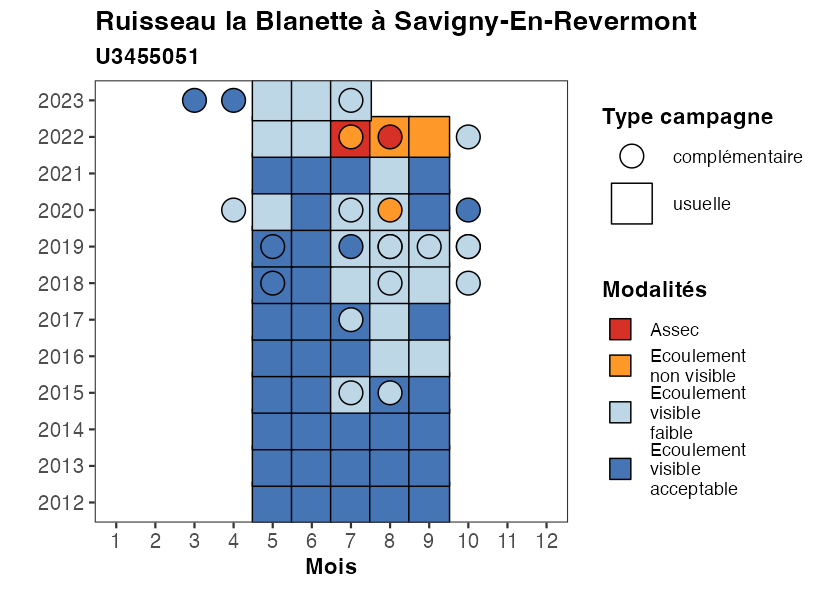 Ruisseau la Blanette à Savigny-En-Revermont
U3455051
2023
2022
2021
2020
2019
2018
2017
2016
2015
2014
2013
2012
1 2 3 4 5 6 7 8 9 10 11 12
Mois
Type campagne
complémentaire
usuelle
Modalités
Assec
Ecoulement
non visible
Ecoulement
visible
faible
Ecoulement
visible
acceptable